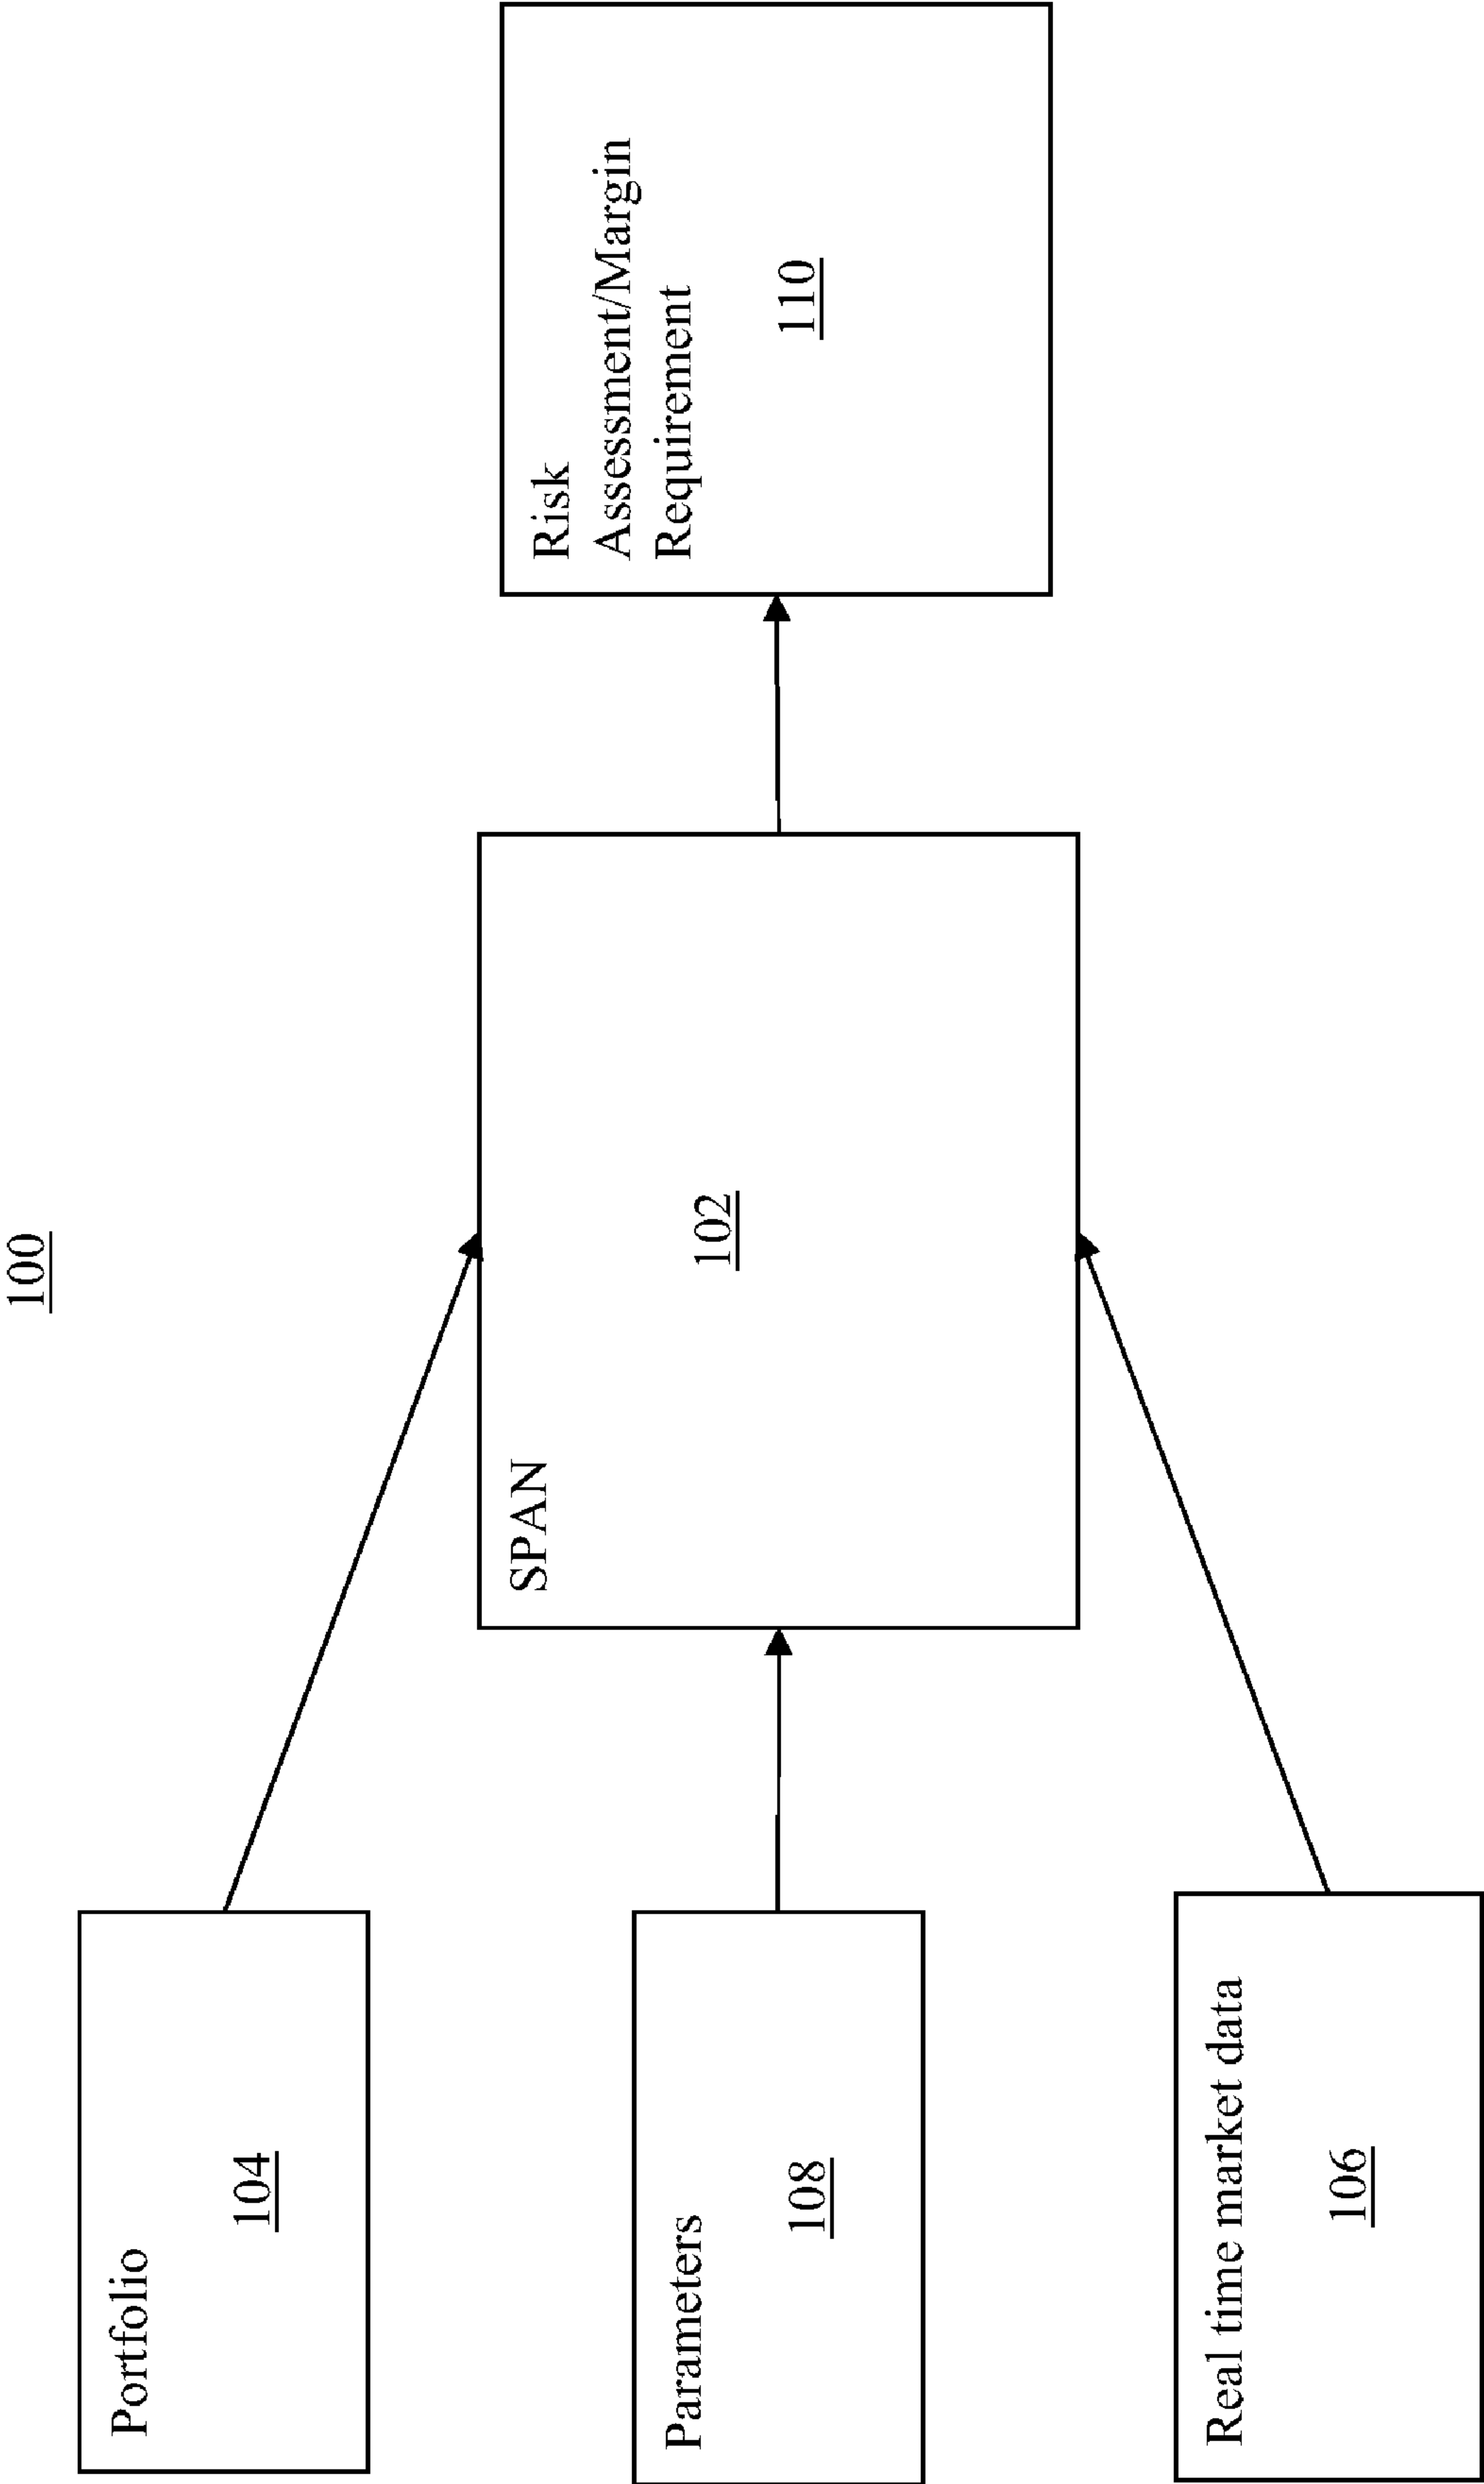 100
Portfolio
104
Parameters
108
Real time market data
106
SPAN
102
Risk
Assessment/Margin
Requirement
110